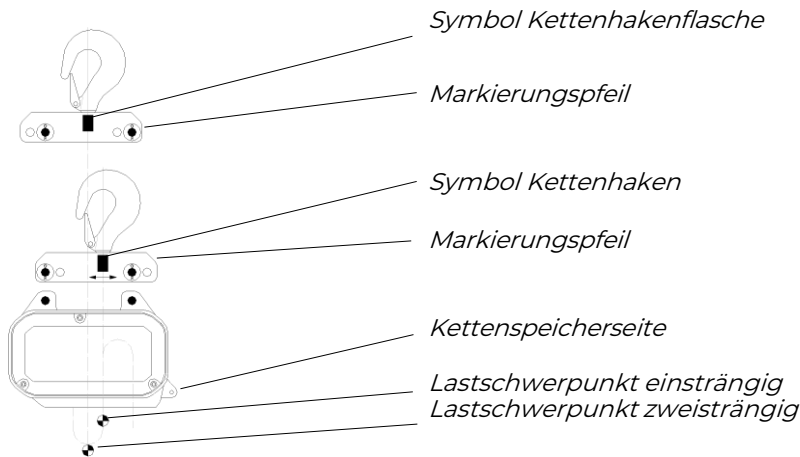 Symbol Kettenhakenflasche
Markierungspfeil
Symbol Kettenhaken
Markierungspfeil
Kettenspeicherseite
Lastschwerpunkt einsträngig
Lastschwerpunkt zweisträngig